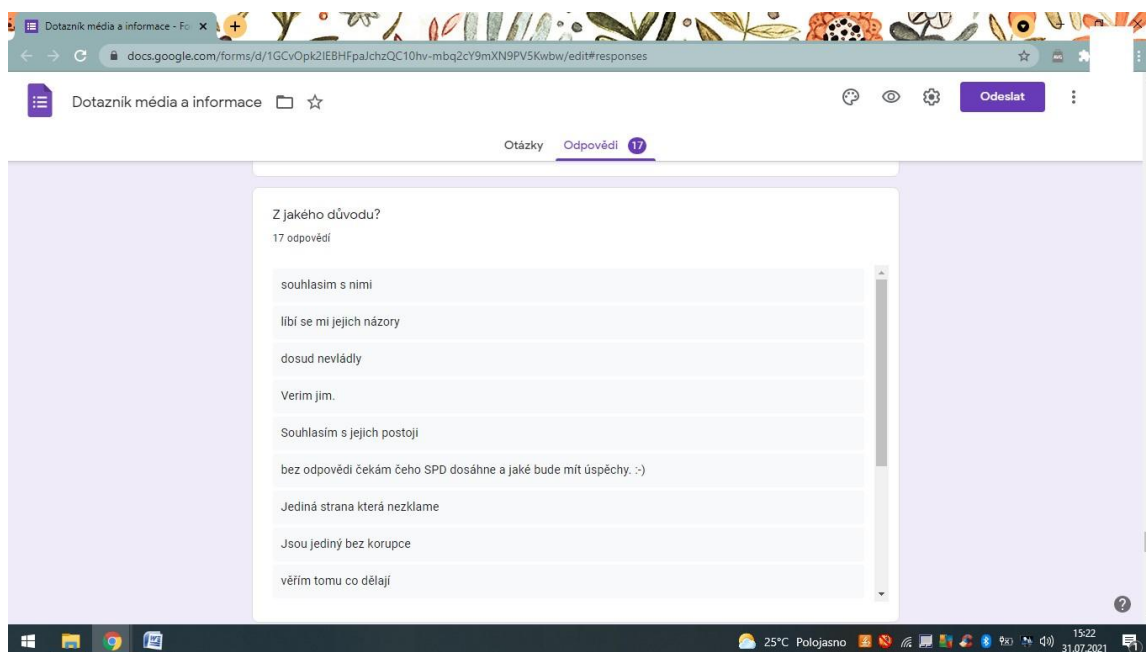 Dotazník média a informace - Fo
docs.google.com/forms/d/1GCvOpk2IEBHFpaJchzQC10hv-mbq2cY9mXN9PV5Kwbw/edit#responses
Dotazník média a informace
Odeslat
Otázky Odpovědi 17
Z jakého důvodu?
17 odpovědí
souhlasim s nimi
líbí se mi jejich názory
dosud nevládly
Verim jim.
Souhlasím s jejich postoji
bez odpovědi čekám čeho SPD dosáhne a jaké bude mít úspěchy. :-)
Jediná strana která nezklame
Jsou jediný bez korupce
věřím tomu co dělají
25°C Polojasno
15:22
31.07.2021